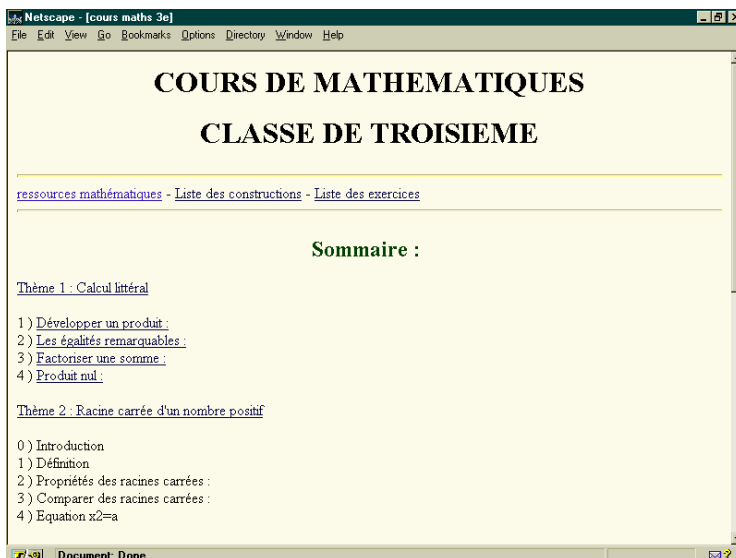 Netscape - [cours maths 3e]
File Edit View Go Bookmarks Options Directory Window Help
COURS DE MATHEMATIQUES
CLASSE DE TROISIEME
ressources mathématiques - Liste des constructions - Liste des exercices
Sommaire :
Thème 1 : Calcul littéral
1 ) Développer un produit :
2 ) Les égalités remarquables :
3 ) Factoriser une somme :
4 ) Produit nul :
Thème 2 : Racine carrée d'un nombre positif
0 ) Introduction
1 ) Définition
2 ) Propriétés des racines carrées :
3 ) Comparer des racines carrées :
4 ) Equation x2=a
Document: Done